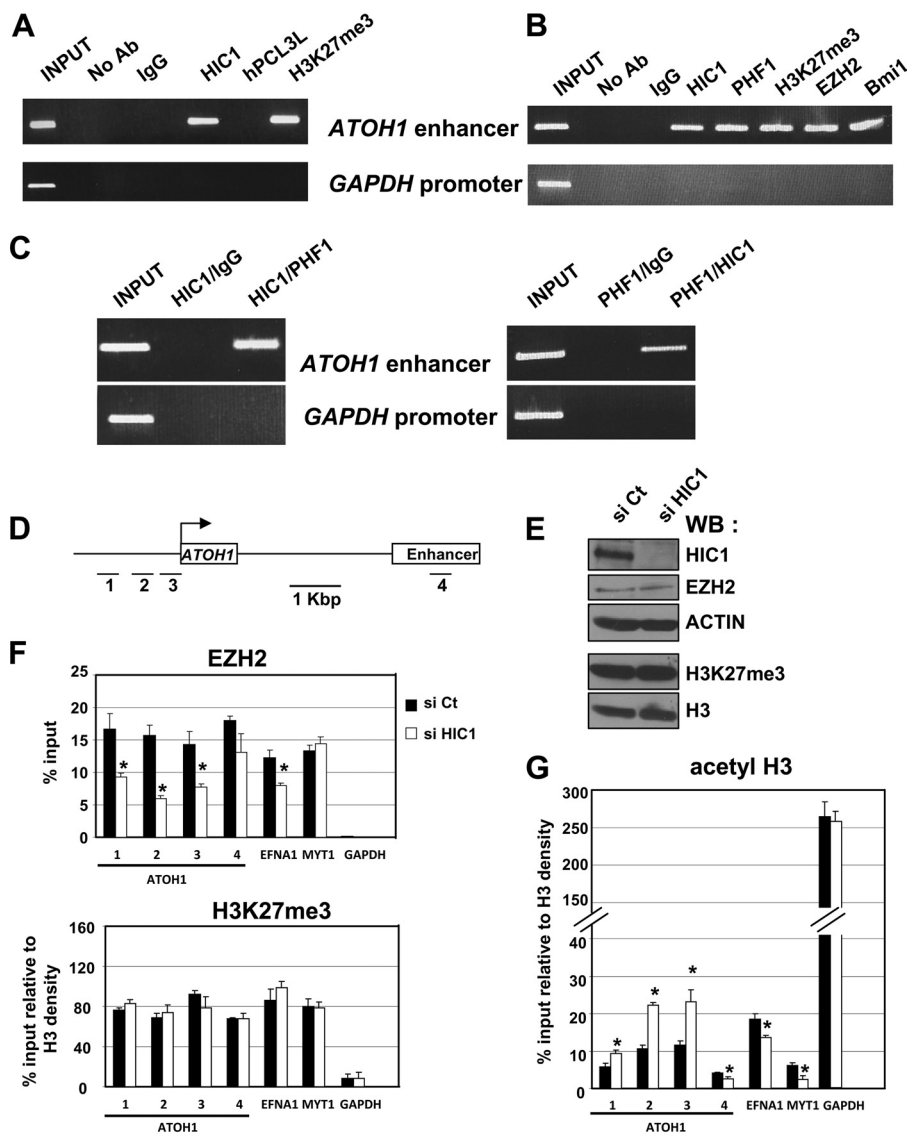 A
INPUT
No Ab
IgG
HIC1
hPCL3L
H3K27me3
B
INPUT
No Ab
IgG
HIC1
PHF1
H3K27me3
EZH2
Bmi1
ATOH1 enhancer
GAPDH promoter
C
INPUT
HIC1/IgG
HIC1/PHF1
INPUT
PHF1/IgG
PHF1/HIC1
ATOH1 enhancer
GAPDH promoter
D
ATOH1
Enhancer
1 2 3 4
1 Kbp
E
si Ct
si HIC1
WB :
HIC1
EZH2
ACTIN
H3K27me3
H3
F
EZH2
% input
25
20
15
10
5
0
* * * *
si Ct
si HIC1
1 2 3 4 EFNA1 MYT1 GAPDH
ATOH1
H3K27me3
% input relative to
H3 density
160
120
80
40
0
1 2 3 4 EFNA1 MYT1 GAPDH
ATOH1
G
acetyl H3
% input relative to H3 density
300
250
200
150
40
30
20
10
0
* * * * * *
1 2 3 4 EFNA1 MYT1 GAPDH
ATOH1